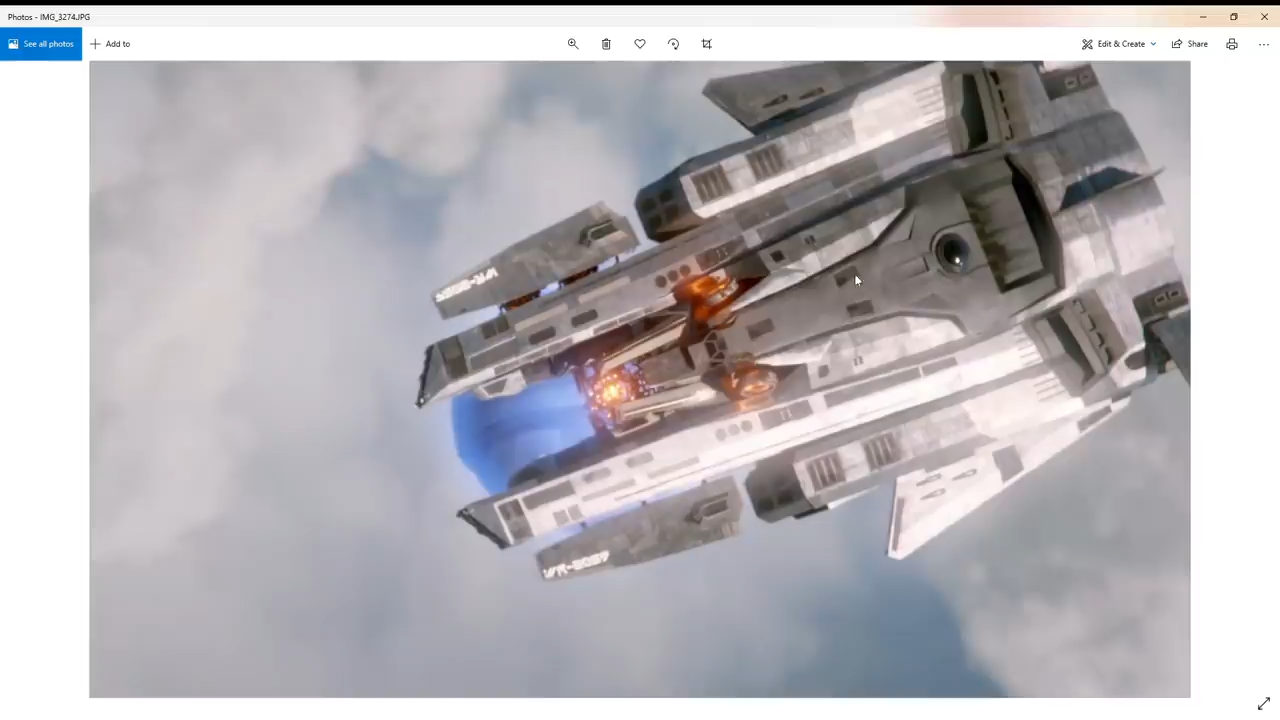 Photos - IMG_3274.JPG
See all photos
Add to
Edit & Create
Share